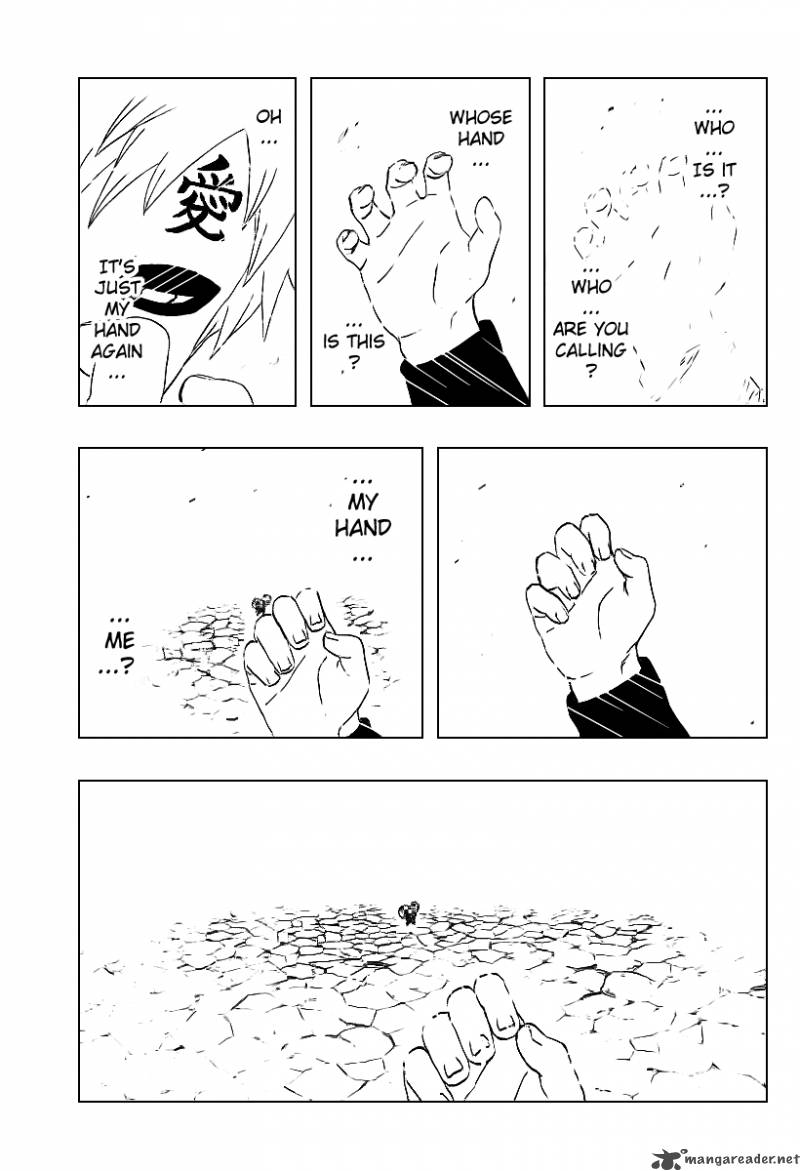 ...
WHO
...
IS IT
...?
...
WHO
...
ARE YOU
CALLING
?
WHOSE
HAND
...
...
IS THIS
?
OH
...
愛
IT'S
JUST
MY
HAND
AGAIN
...
...
MY
HAND
...
...
ME
...?
mangareader.net